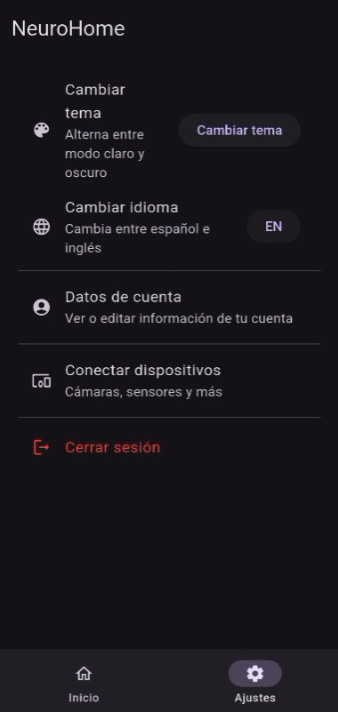 NeuroHome
Cambiar
tema
Alterna entre
modo claro y
oscuro
Cambiar tema
Cambiar idioma
Cambia entre español e
inglés
EN
Datos de cuenta
Ver o editar información de tu cuenta
Conectar dispositivos
Cámaras, sensores y más
Cerrar sesión
Inicio
Ajustes